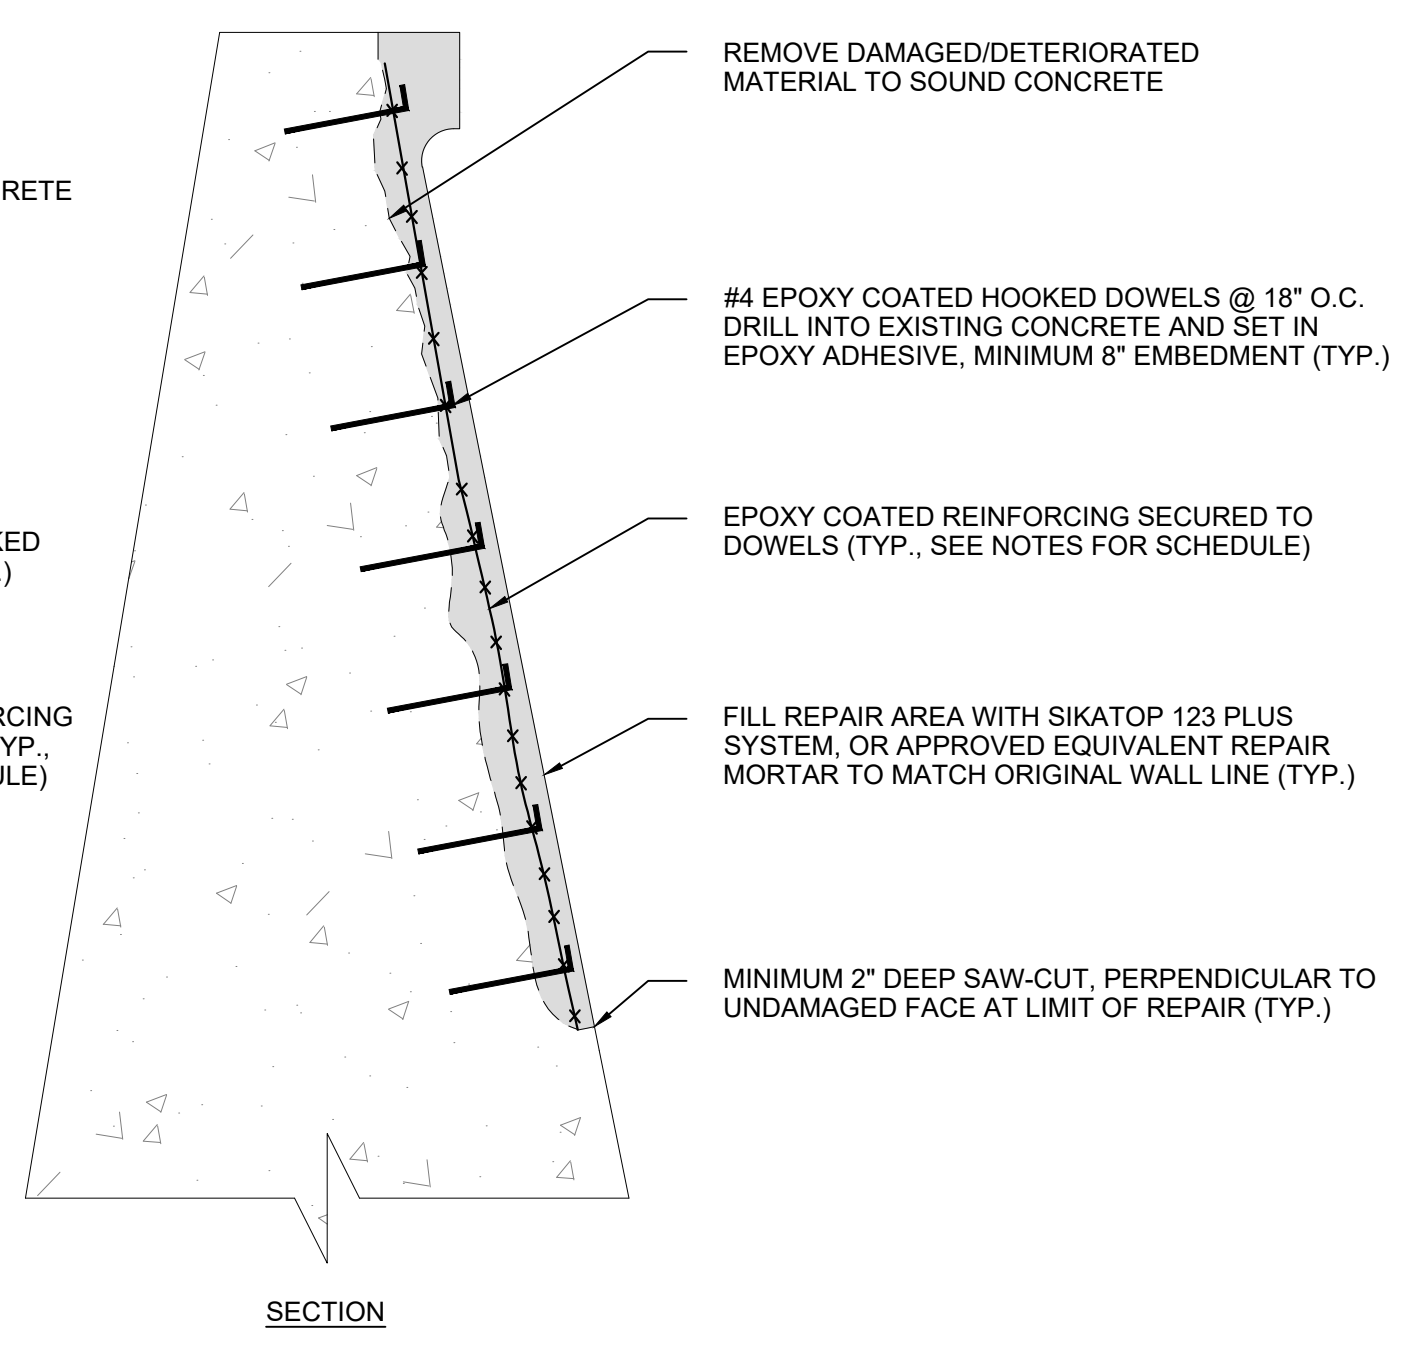 REMOVE DAMAGED/DETERIORATED
MATERIAL TO SOUND CONCRETE
RETE
#4 EPOXY COATED HOOKED DOWELS @ 18" O.C.
DRILL INTO EXISTING CONCRETE AND SET IN
EPOXY ADHESIVE, MINIMUM 8" EMBEDMENT (TYP.)
KED
.)
EPOXY COATED REINFORCING SECURED TO
DOWELS (TYP., SEE NOTES FOR SCHEDULE)
RCING
YP.,
ULE)
FILL REPAIR AREA WITH SIKATOP 123 PLUS
SYSTEM, OR APPROVED EQUIVALENT REPAIR
MORTAR TO MATCH ORIGINAL WALL LINE (TYP.)
MINIMUM 2" DEEP SAW-CUT, PERPENDICULAR TO
UNDAMAGED FACE AT LIMIT OF REPAIR (TYP.)
SECTION